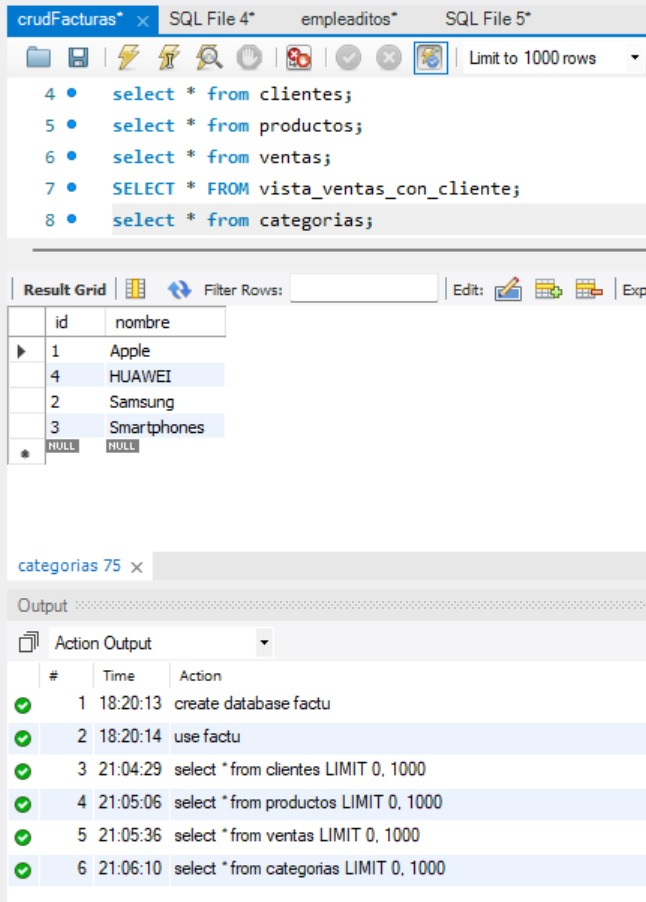 crudFacturas* × SQL File 4* empleaditos* SQL File 5*
Limit to 1000 rows
4 select * from clientes;
5 select * from productos;
6 select * from ventas;
7 SELECT * FROM vista_ventas_con_cliente;
8 select * from categorias;
Result Grid Filter Rows: Edit: Exp
id nombre
1 Apple
4 HUAWEI
2 Samsung
3 Smartphones
NULL NULL
categorias 75 ×
Output
Action Output
# Time Action
1 18:20:13 create database factu
2 18:20:14 use factu
3 21:04:29 select * from clientes LIMIT 0, 1000
4 21:05:06 select * from productos LIMIT 0, 1000
5 21:05:36 select * from ventas LIMIT 0, 1000
6 21:06:10 select * from categorias LIMIT 0, 1000